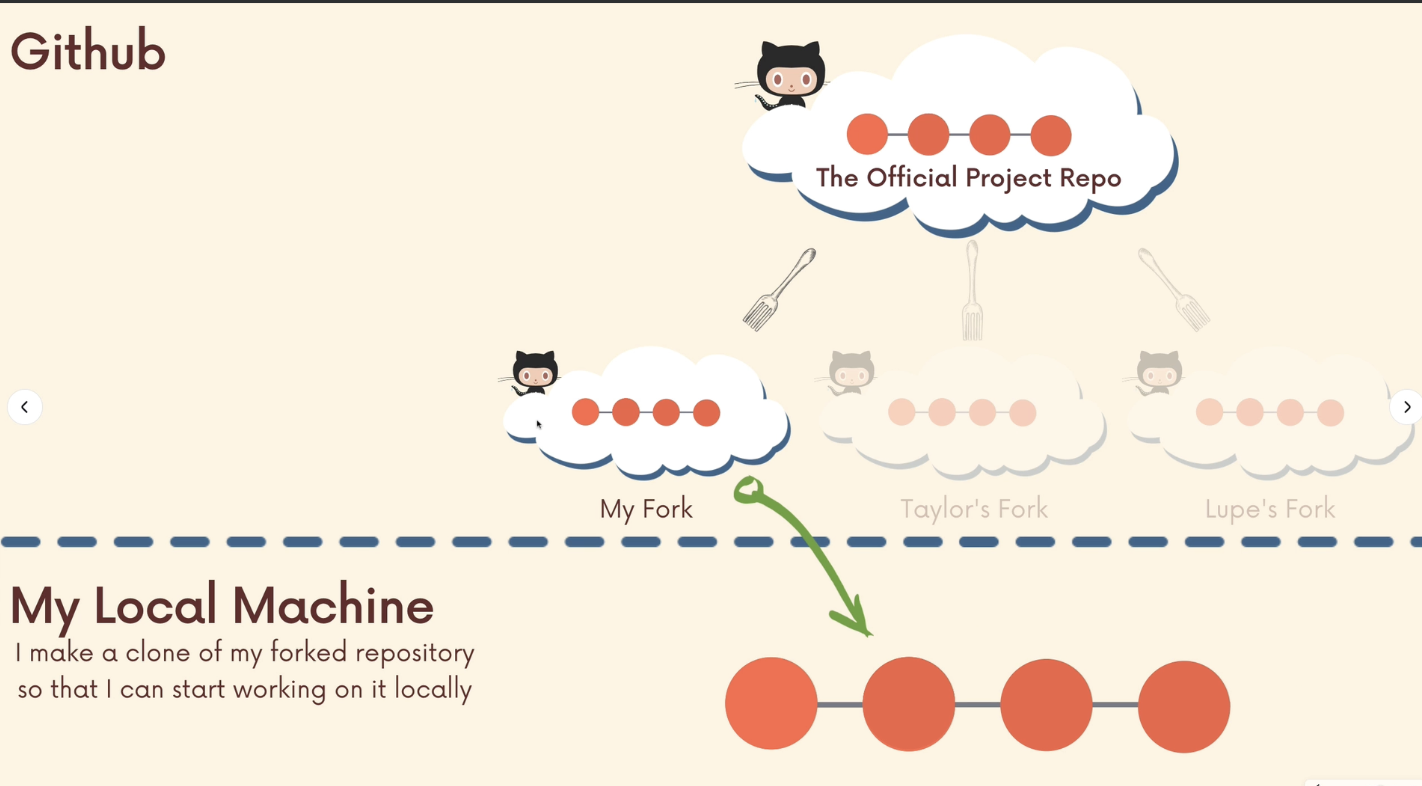 Github
The Official Project Repo
My Fork
Taylor's Fork
Lupe's Fork
My Local Machine
I make a clone of my forked repository
so that I can start working on it locally